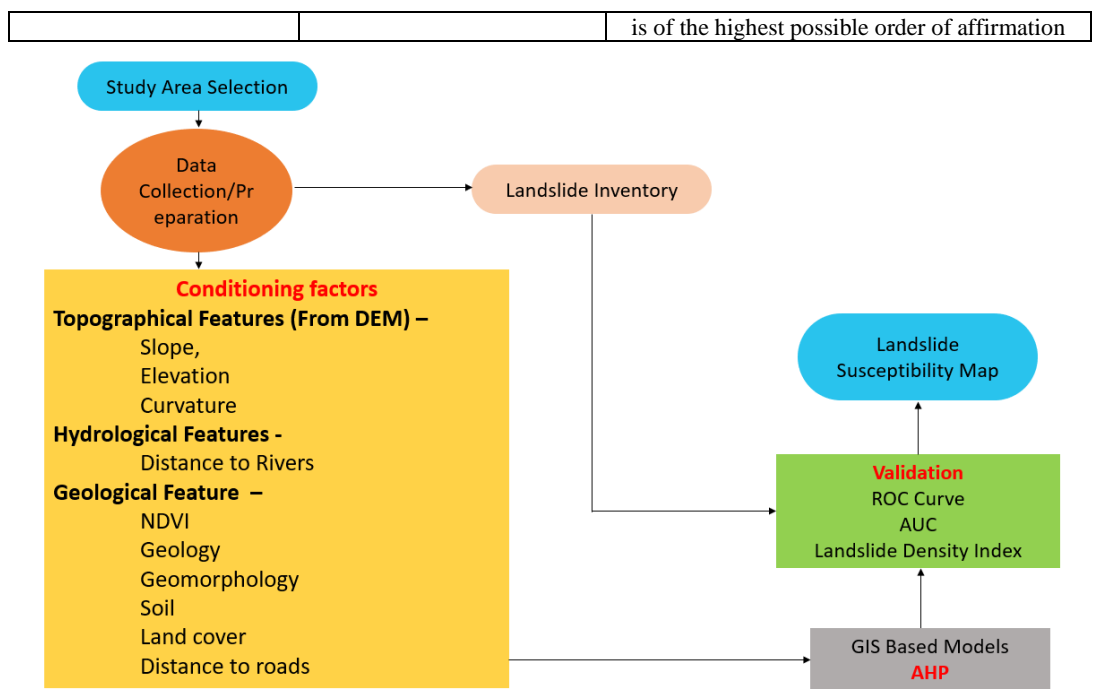 is of the highest possible order of affirmation
Study Area Selection
Data
Collection/Pr
eparation
Landslide Inventory
Conditioning factors
Topographical Features (From DEM) –
Slope,
Elevation
Curvature
Hydrological Features -
Distance to Rivers
Geological Feature –
NDVI
Geology
Geomorphology
Soil
Land cover
Distance to roads
Landslide
Susceptibility Map
Validation
ROC Curve
AUC
Landslide Density Index
GIS Based Models
AHP